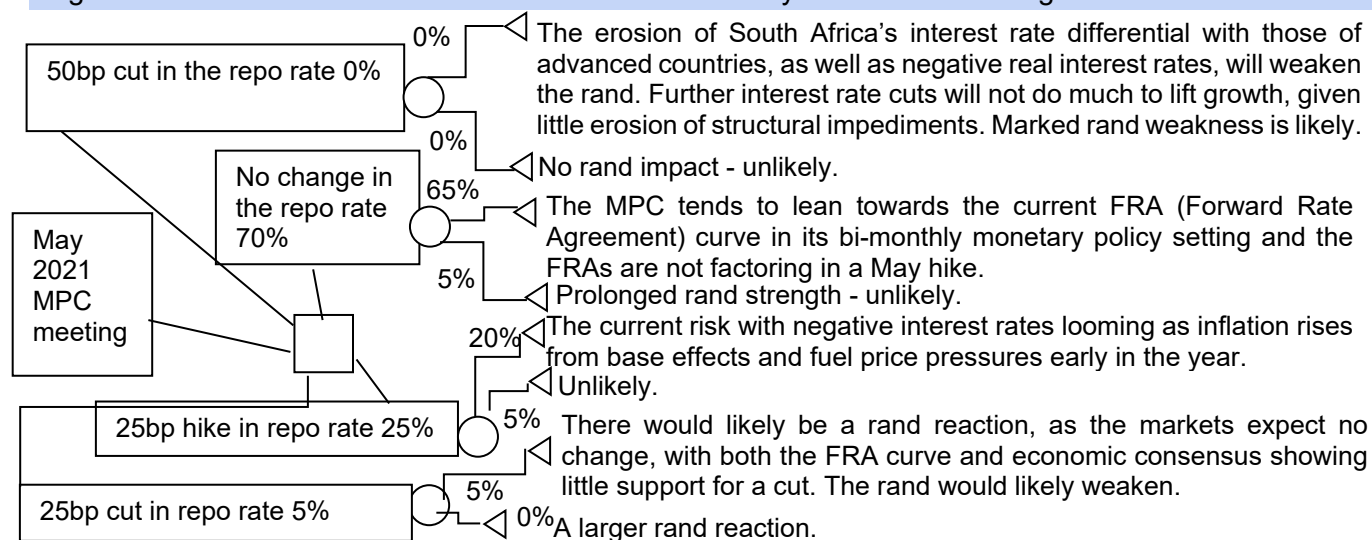 50bp cut in the repo rate 0%
0%
0%
The erosion of South Africa's interest rate differential with those of
advanced countries, as well as negative real interest rates, will weaken
the rand. Further interest rate cuts will not do much to lift growth, given
little erosion of structural impediments. Marked rand weakness is likely.
No rand impact - unlikely.
No change in
the repo rate
70%
65%
5%
The MPC tends to lean towards the current FRA (Forward Rate
Agreement) curve in its bi-monthly monetary policy setting and the
FRAs are not factoring in a May hike.
Prolonged rand strength - unlikely.
May
2021
MPC
meeting
20%
The current risk with negative interest rates looming as inflation rises
from base effects and fuel price pressures early in the year.
Unlikely.
25bp hike in repo rate 25%
5%
There would likely be a rand reaction, as the markets expect no
change, with both the FRA curve and economic consensus showing
little support for a cut. The rand would likely weaken.
25bp cut in repo rate 5%
5%
0%
A larger rand reaction.